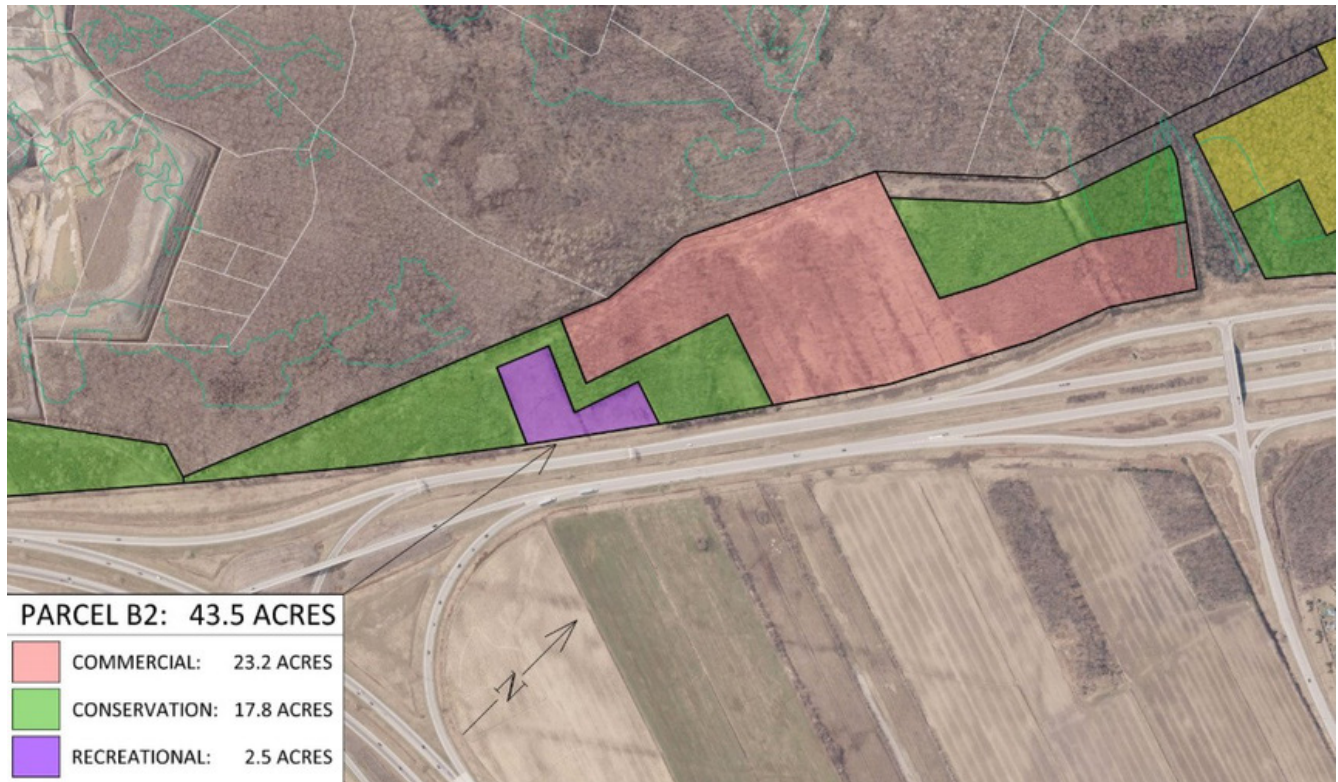 PARCEL B2: 43.5 ACRES
COMMERCIAL: 23.2 ACRES
CONSERVATION: 17.8 ACRES
RECREATIONAL: 2.5 ACRES
N